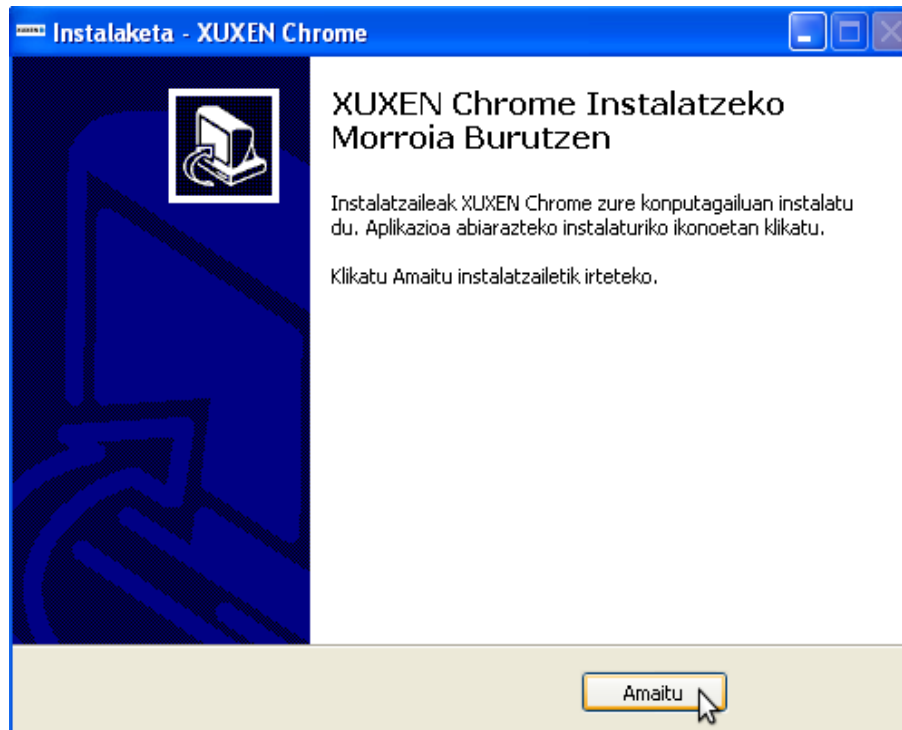 Instalaketa - XUXEN Chrome
XUXEN Chrome Instalatzeko
Morroia Burutzen
Instalatzaileak XUXEN Chrome zure konputagailuan instalatu
du. Aplikazioa abiarazteko instalaturiko ikonoetan klikatu.
Klikatu Amaitu instalatzailetik irteteko.
Amaitu